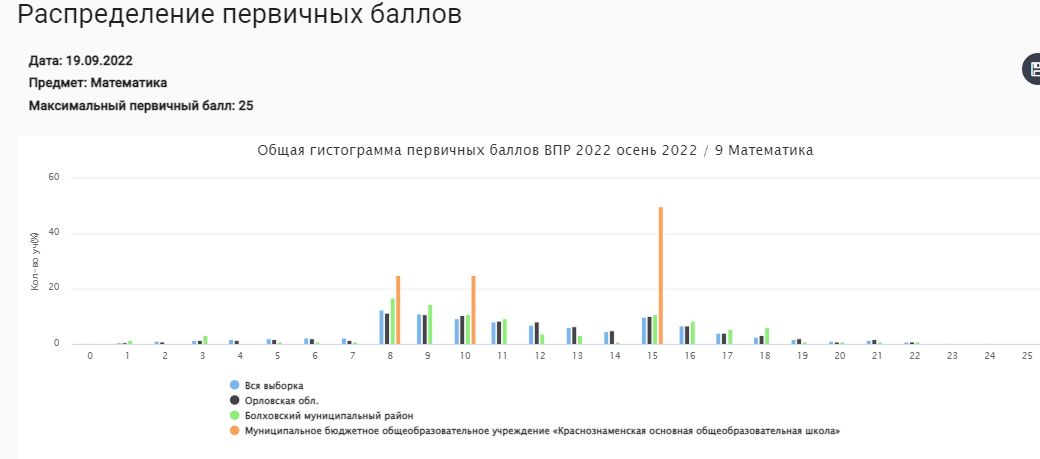 Распределение первичных баллов
Дата: 19.09.2022
Предмет: Математика
Максимальный первичный балл: 25
Общая гистограмма первичных баллов ВПР 2022 осень 2022 / 9 Математика
60
40
20
0
Кол-во уч(%)
0 1 2 3 4 5 6 7 8 9 10 11 12 13 14 15 16 17 18 19 20 21 22 23 24 25
Вся выборка
Орловская обл.
Болховский муниципальный район
Муниципальное бюджетное общеобразовательное учреждение «Краснознаменская основная общеобразовательная школа»